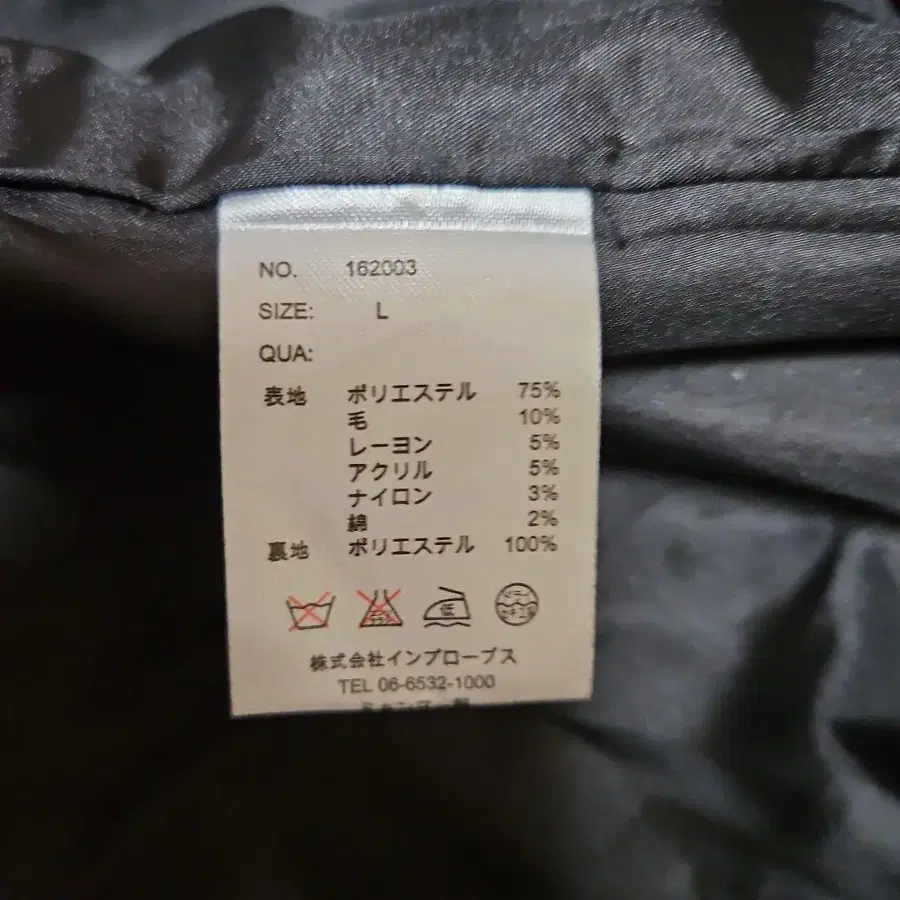 NO. 162003
SIZE: L
QUA:
表地 ポリエステル 75%
毛 10%
レーヨン 5%
アクリル 5%
ナイロン 3%
綿 2%
裏地 ポリエステル 100%
低
株式会社インプローブス
TEL 06-6532-1000